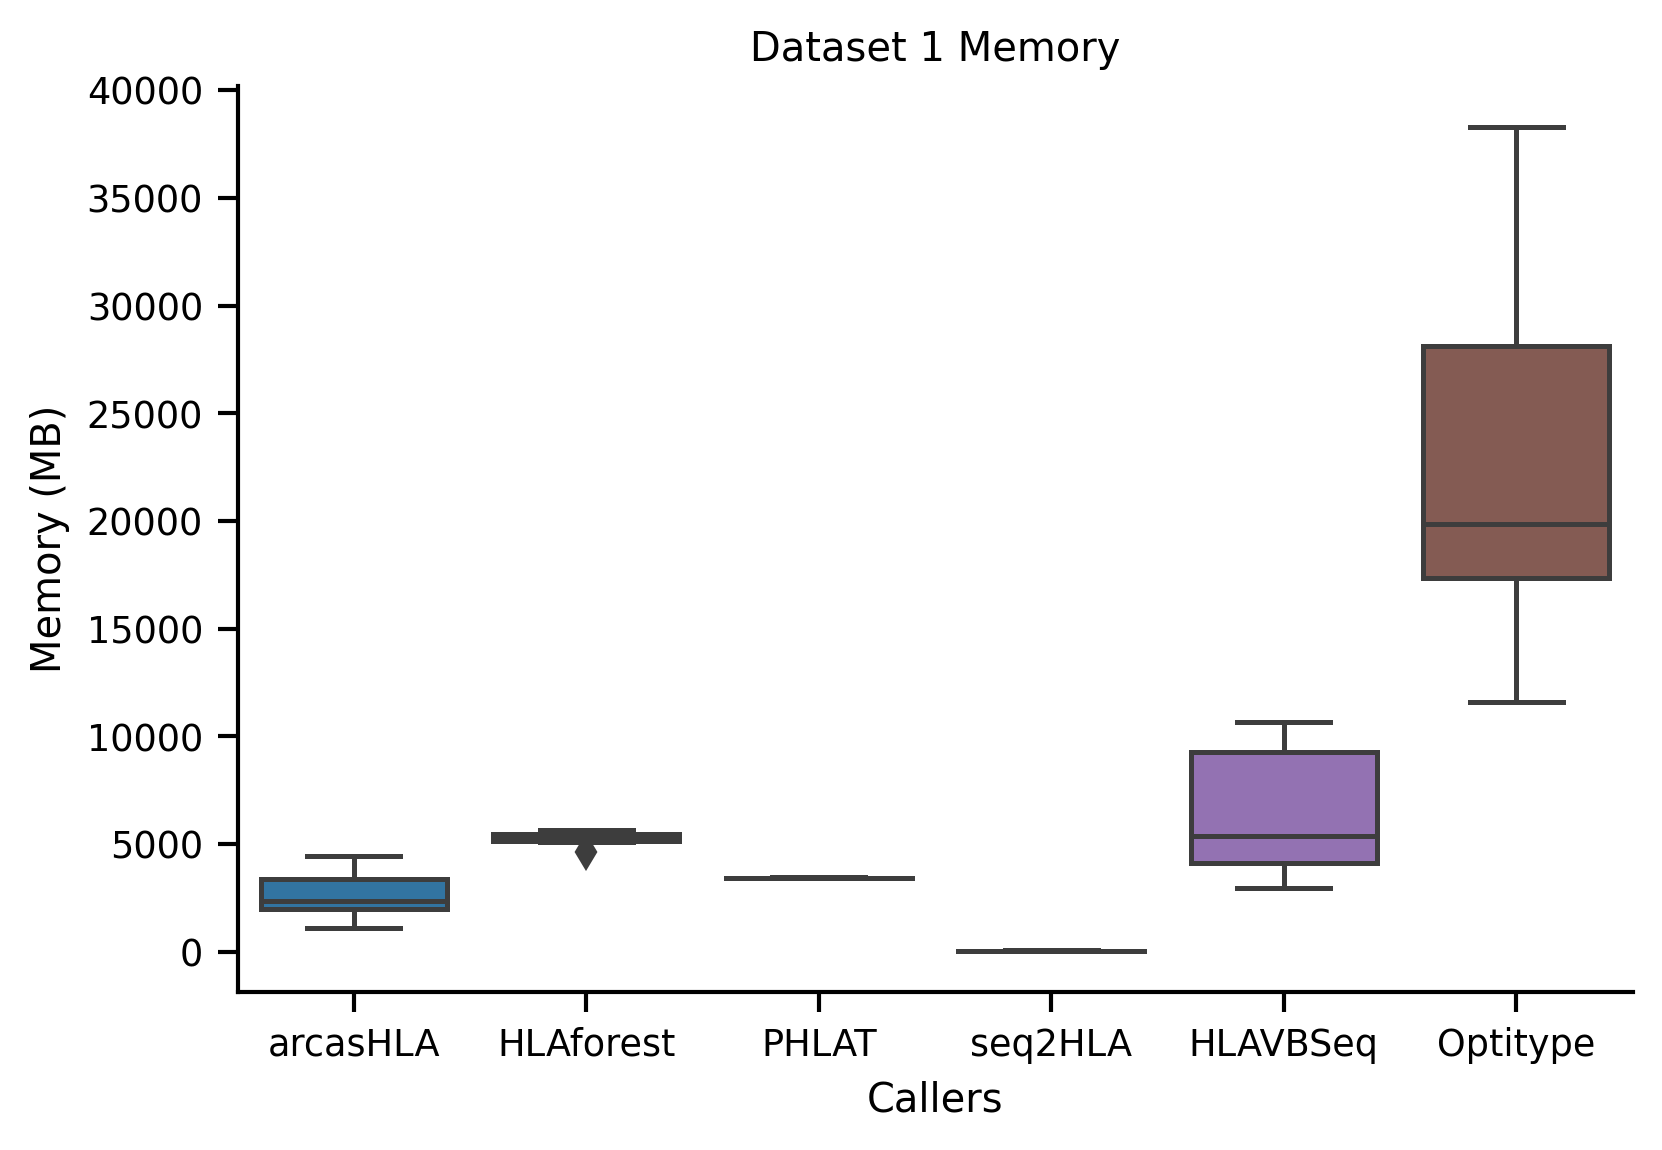 Dataset 1 Memory
40000
35000
30000
25000
20000
15000
10000
5000
0
Memory (MB)
arcasHLA HLAforest PHLAT seq2HLA HLAVBSeq Optitype
Callers